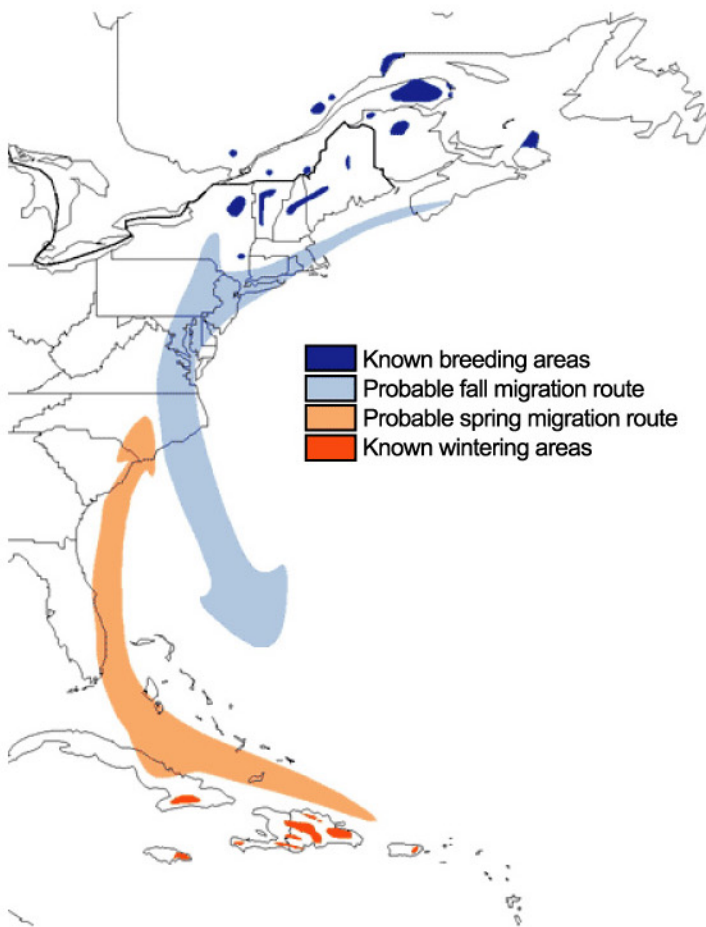 Known breeding areas
Probable fall migration route
Probable spring migration route
Known wintering areas